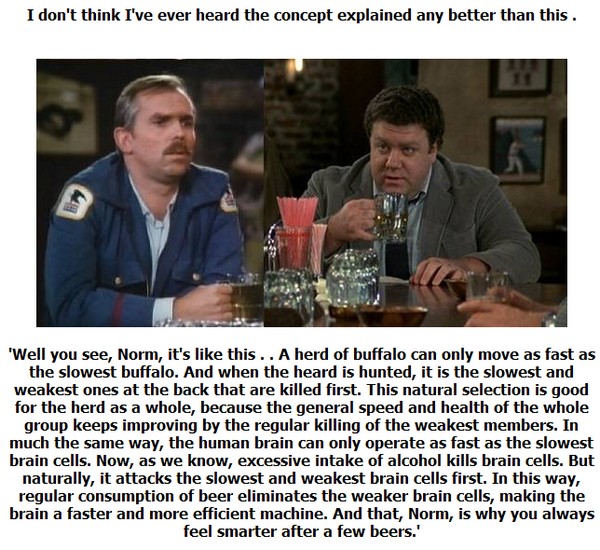 I don't think I've ever heard the concept explained any better than this .
'Well you see, Norm, it's like this . . A herd of buffalo can only move as fast as
the slowest buffalo. And when the heard is hunted, it is the slowest and
weakest ones at the back that are killed first. This natural selection is good
for the herd as a whole, because the general speed and health of the whole
group keeps improving by the regular killing of the weakest members. In
much the same way, the human brain can only operate as fast as the slowest
brain cells. Now, as we know, excessive intake of alcohol kills brain cells. But
naturally, it attacks the slowest and weakest brain cells first. In this way,
regular consumption of beer eliminates the weaker brain cells, making the
brain a faster and more efficient machine. And that, Norm, is why you always
feel smarter after a few beers.'